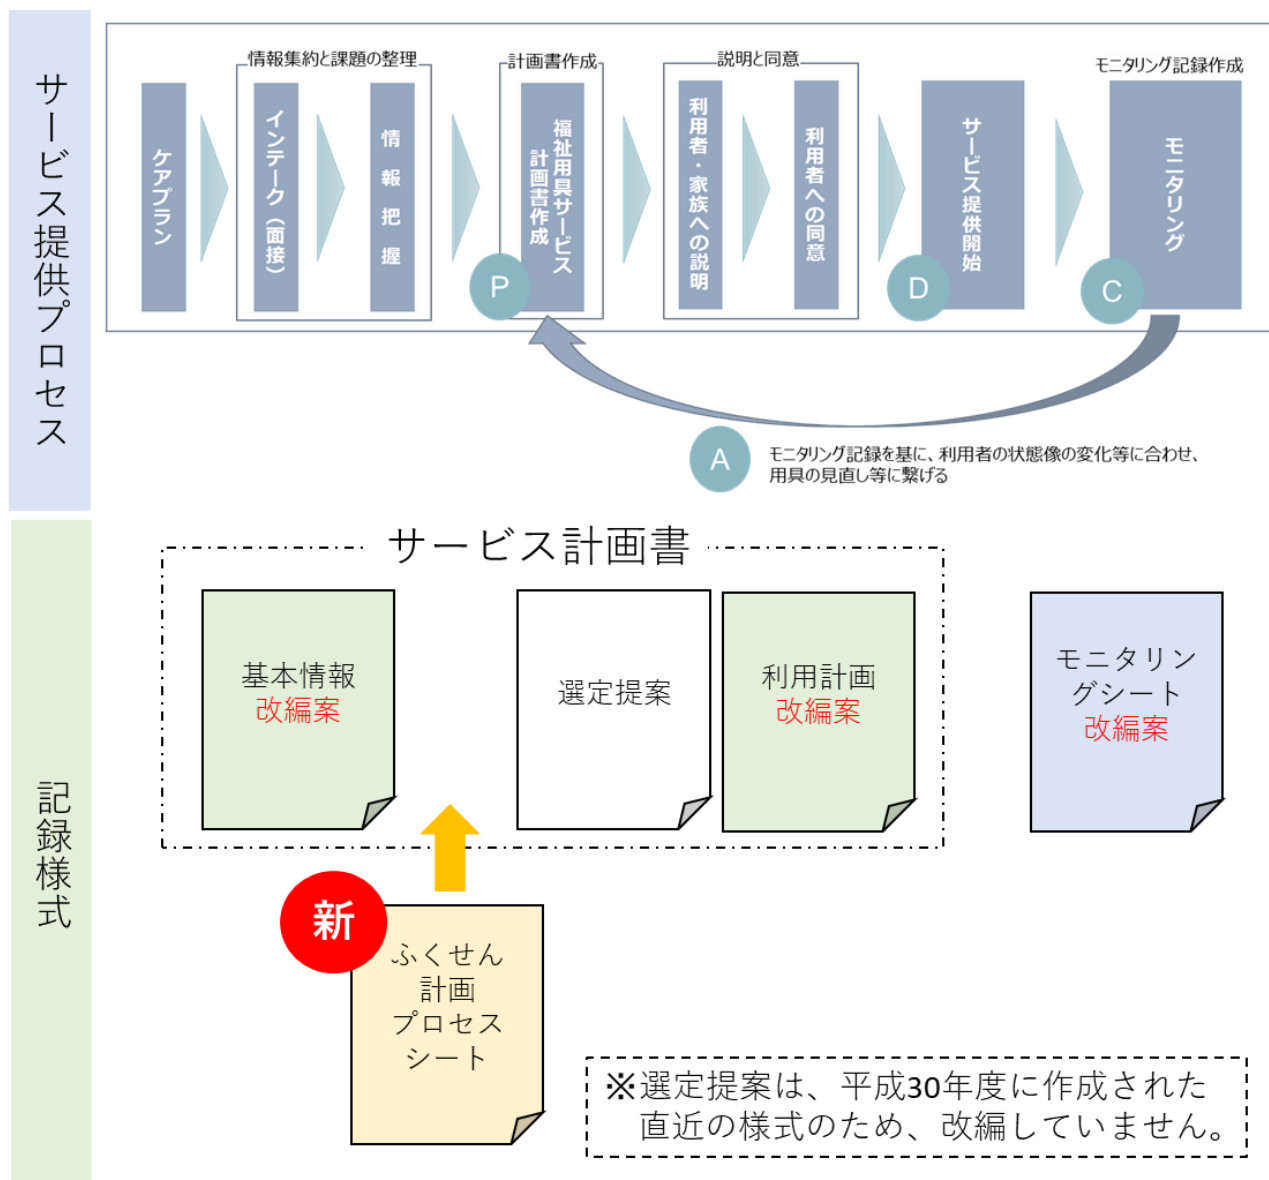 サービス提供プロセス
情報集約と課題の整理
計画書作成
説明と同意
モニタリング記録作成
ケアプラン
インテーク（面接）
情報把握
福祉用具サービス
計画書作成
利用者・家族への説明
利用者への同意
サービス提供開始
モニタリング
P
D
C
A
モニタリング記録を基に、利用者の状態像の変化等に合わせ、
用具の見直し等に繋げる
記録様式
サービス計画書
基本情報
改編案
選定提案
利用計画
改編案
モニタリン
グシート
改編案
新
ふくせん
計画
プロセス
シート
※選定提案は、平成30年度に作成された
直近の様式のため、改編していません。